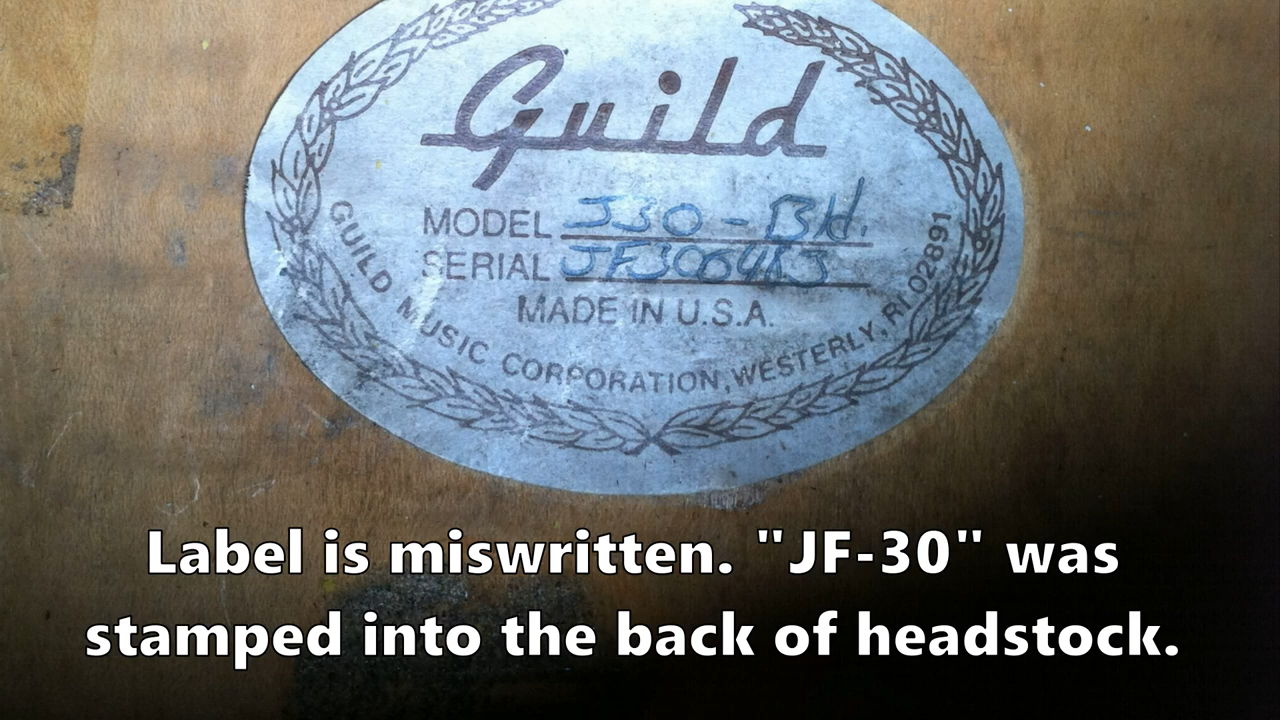 Guild
MODEL J30-Bld.
SERIAL JF300483
MADE IN U.S.A.
GUILD MUSIC CORPORATION, WESTERLY, RI 02891
Label is miswritten. "JF-30" was
stamped into the back of headstock.